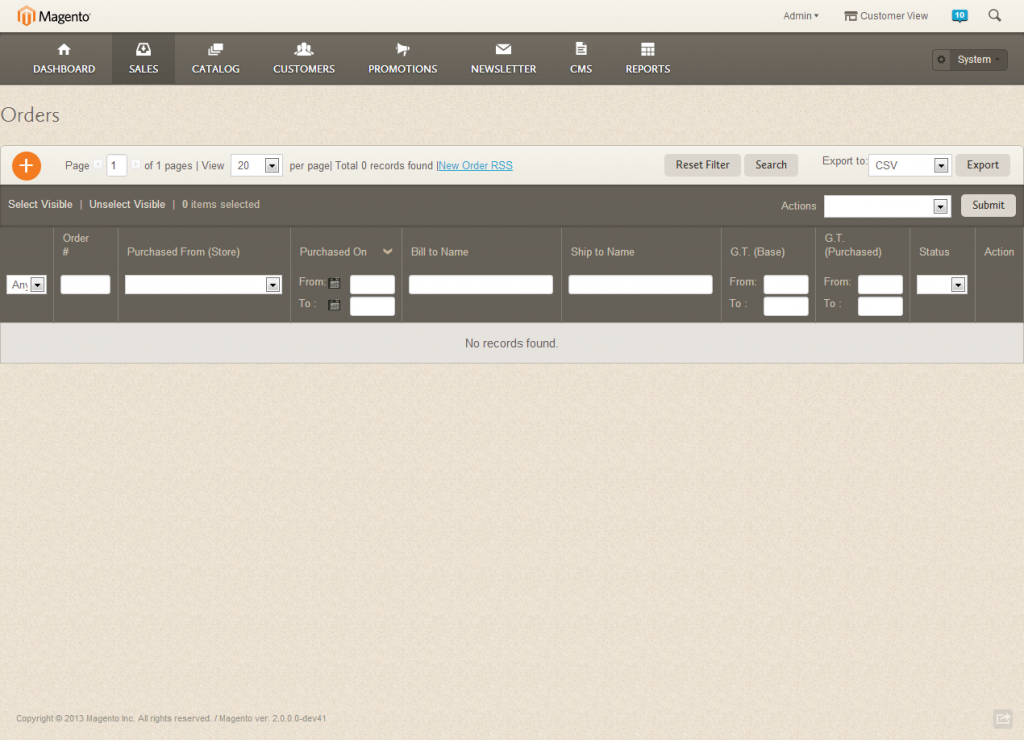 Magento
Admin
Customer View
10
DASHBOARD
SALES
CATALOG
CUSTOMERS
PROMOTIONS
NEWSLETTER
CMS
REPORTS
System
Orders
Page 1 of 1 pages | View 20 per page| Total 0 records found |New Order RSS
Reset Filter
Search
Export to: CSV
Export
Select Visible | Unselect Visible | 0 items selected
Actions
Submit
Order
#
Purchased From (Store)
Purchased On
Bill to Name
Ship to Name
G.T. (Base)
G.T.
(Purchased)
Status
Action
Any
From:
To :
From:
To :
From:
To :
No records found.
Copyright © 2013 Magento Inc. All rights reserved. / Magento ver. 2.0.0.0-dev41